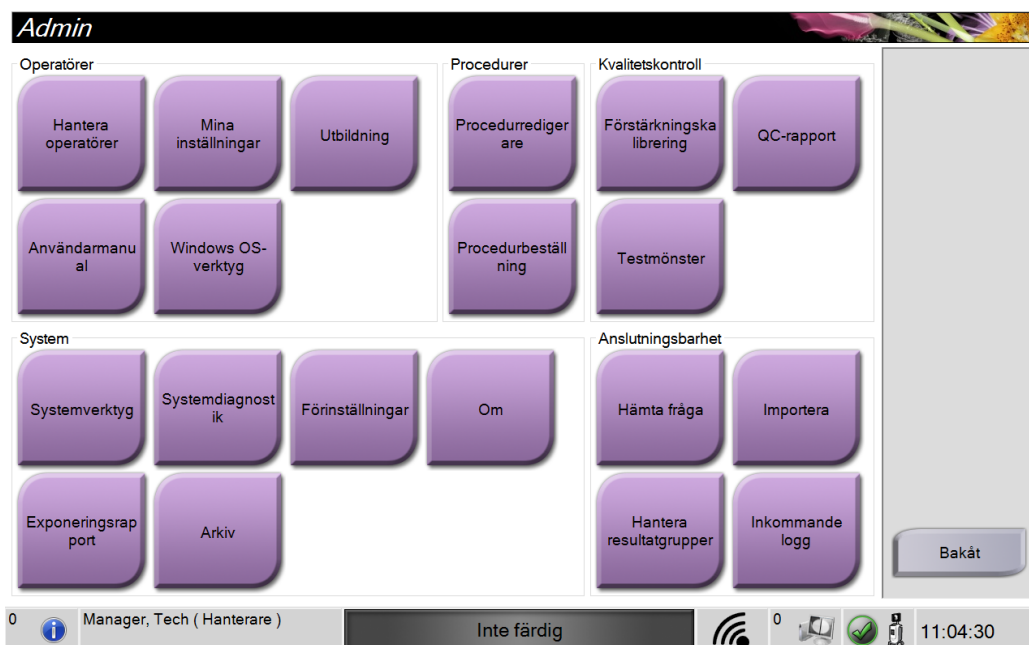 Admin
Operatörer
Hantera
operatörer
Mina
inställningar
Utbildning
Användarmanu
al
Windows OS-
verktyg
Procedurer
Procedurrediger
are
Procedurbeställ
ning
Kvalitetskontroll
Förstärkningska
librering
QC-rapport
Testmönster
System
Systemverktyg
Systemdiagnost
ik
Förinställningar
Om
Exponeringsrap
port
Arkiv
Anslutningsbarhet
Hämta fråga
Importera
Hantera
resultatgrupper
Inkommande
logg
Bakåt
0
Manager, Tech ( Hanterare )
Inte färdig
0
11:04:30